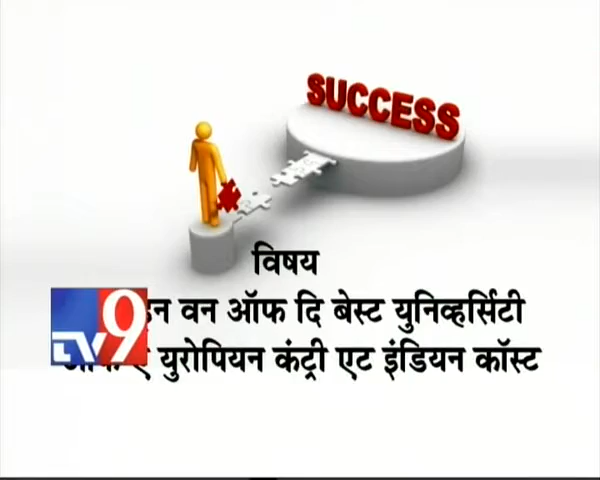 SUCCESS
विषय
वन ऑफ दि बेस्ट युनिव्हर्सिटी
युरोपियन कंट्री एट इंडियन कॉस्ट
TV9